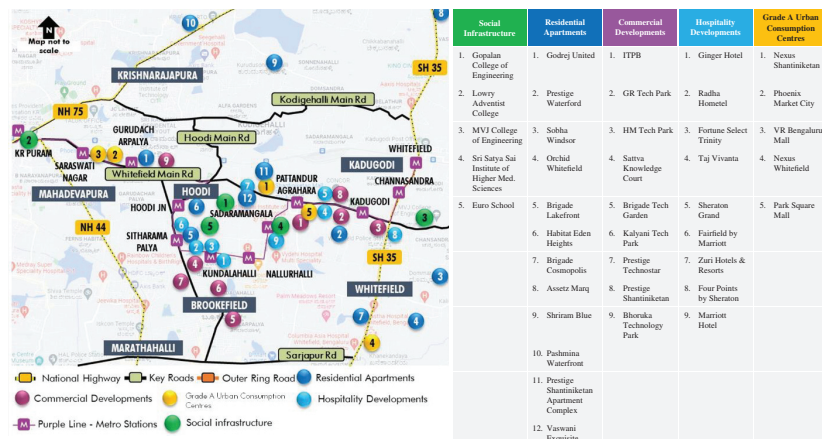 N
Map not to
scale
KRISHNARAJAPURA
SH 35
NH 75
Kodigehalli Main Rd
Hoodi Main Rd
GURUDACH
ARPALYA
WHITEFIELD
KR PURAM
SARASWATI
NAGAR
Whitefield Main Rd
KADUGODI
MAHADEVAPURA
HOODI
PATTANDUR
AGRAHARA
CHANNASANDRA
HOODI JN
SADARAMANGALA
KADUGODI
NH 44
SITHARAMA
PALYA
SH 35
KUNDALAHALLI
NALLURHALLI
WHITEFIELD
BROOKEFIELD
MARATHAHALLI
Sarjapur Rd
National Highway
Key Roads
Outer Ring Road
Residential Apartments
Commercial Developments
Grade A Urban Consumption
Centres
Hospitality Developments
Purple Line - Metro Stations
Social infrastructure
Social
Infrastructure
1. Gopalan
College of
Engineering
2. Lowry
Adventist
College
3. MVJ College
of Engineering
4. Sri Satya Sai
Institute of
Higher Med.
Sciences
5. Euro School
Residential
Apartments
1. Godrej United
2. Prestige
Waterford
3. Sobha
Windsor
4. Orchid
Whitefield
5. Brigade
Lakefront
6. Habitat Eden
Heights
7. Brigade
Cosmopolis
8. Assetz Marq
9. Shriram Blue
10. Pashmina
Waterfront
11. Prestige
Shantiniketan
Apartment
Complex
12. Vaswani
Exquisite
Commercial
Developments
1. ITPB
2. GR Tech Park
3. HM Tech Park
4. Sattva
Knowledge
Court
5. Brigade Tech
Garden
6. Kalyani Tech
Park
7. Prestige
Technostar
8. Prestige
Shantiniketan
9. Bhoruka
Technology
Park
Hospitality
Developments
1. Ginger Hotel
2. Radha
Hometel
3. Fortune Select
Trinity
4. Taj Vivanta
5. Sheraton
Grand
6. Fairfield by
Marriott
7. Zuri Hotels &
Resorts
8. Four Points
by Sheraton
9. Marriott
Hotel
Grade A Urban
Consumption
Centres
1. Nexus
Shantiniketan
2. Phoenix
Market City
3. VR Bengaluru
Mall
4. Nexus
Whitefield
5. Park Square
Mall